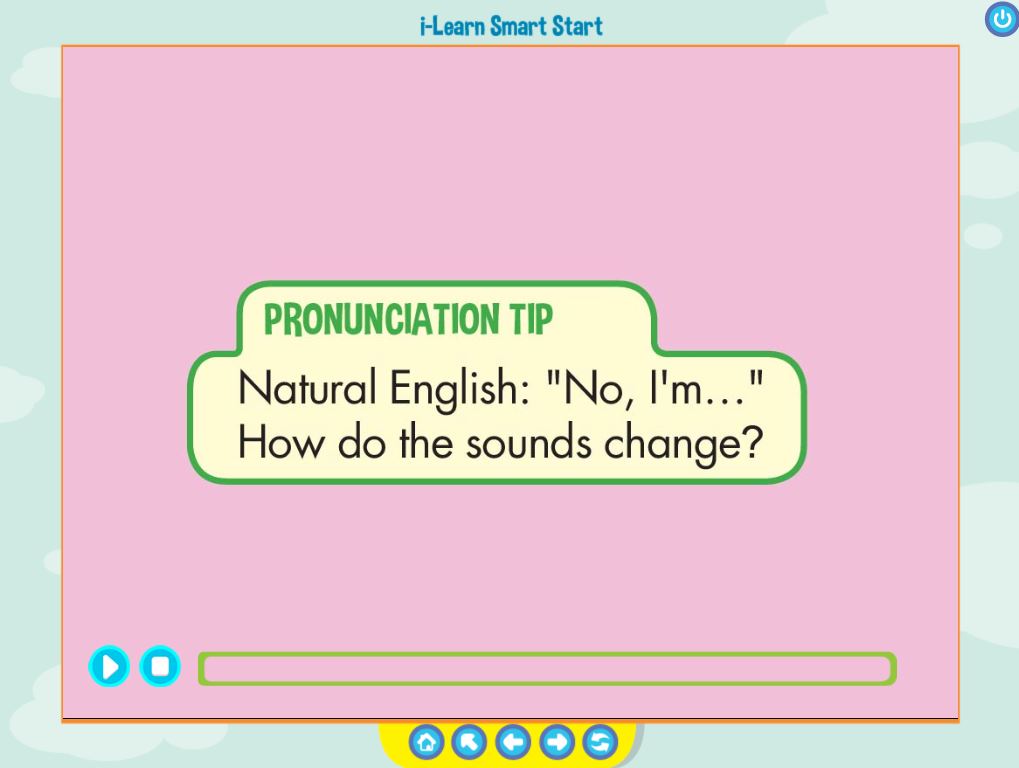 i-Learn Smart Start
PRONUNCIATION TIP
Natural English: "No, I'm..."
How do the sounds change?